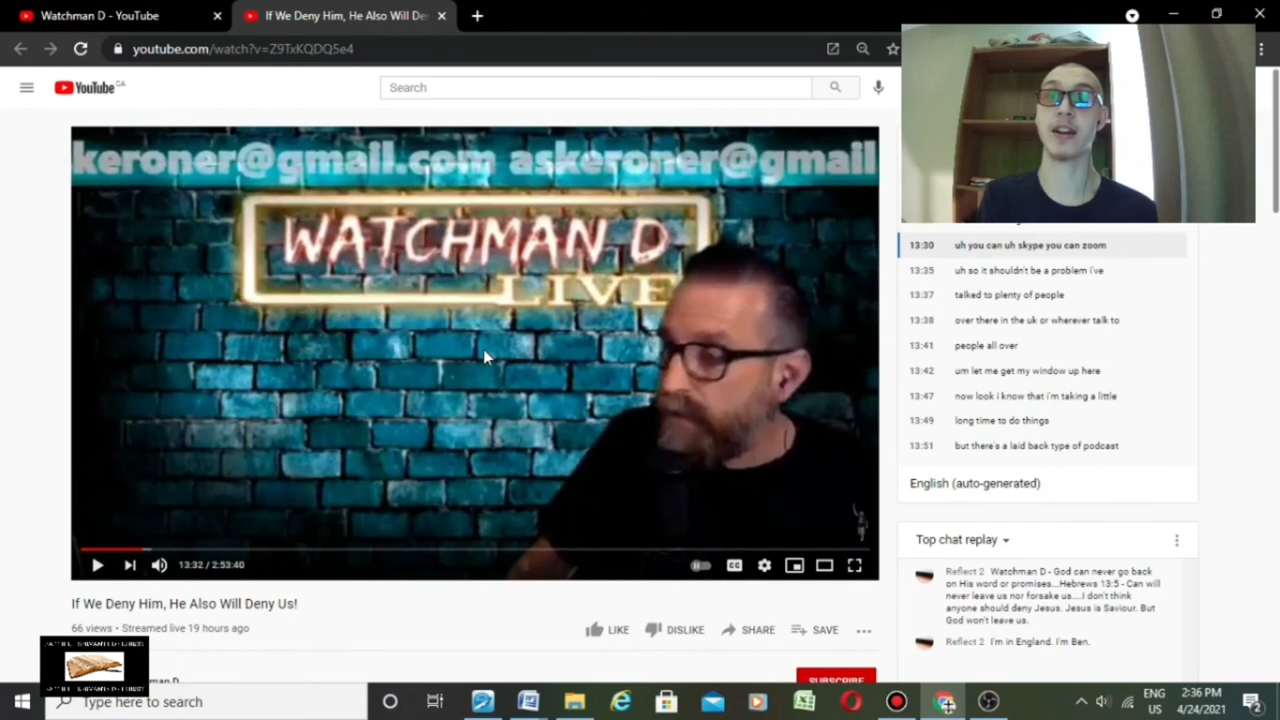 Watchman D - YouTube
If We Deny Him, He Also Will De
youtube.com/watch?v=Z9TxKQDQ5e4
YouTube CA
Search
keroner@gmail.com askeroner@gmail
WATCHMAN D
LIVE
13:32 / 2:53:40
If We Deny Him, He Also Will Deny Us!
66 views • Streamed live 19 hours ago
LIKE
DISLIKE
SHARE
SAVE
man D
SUBSCRIBE
13:30 uh you can uh skype you can zoom
13:35 uh so it shouldn't be a problem i've
13:37 talked to plenty of people
13:38 over there in the uk or wherever talk to
13:41 people all over
13:42 um let me get my window up here
13:47 now look i know that i'm taking a little
13:49 long time to do things
13:51 but there's a laid back type of podcast
English (auto-generated)
Top chat replay
Reflect 2 Watchman D - God can never go back
on His word or promises...Hebrews 13:5 - Can will
never leave us nor forsake us....I don't think
anyone should deny Jesus. Jesus is Saviour. But
God won't leave us.
Reflect 2 I'm in England. I'm Ben.
Type here to search
ENG
US
2:36 PM
4/24/2021
2